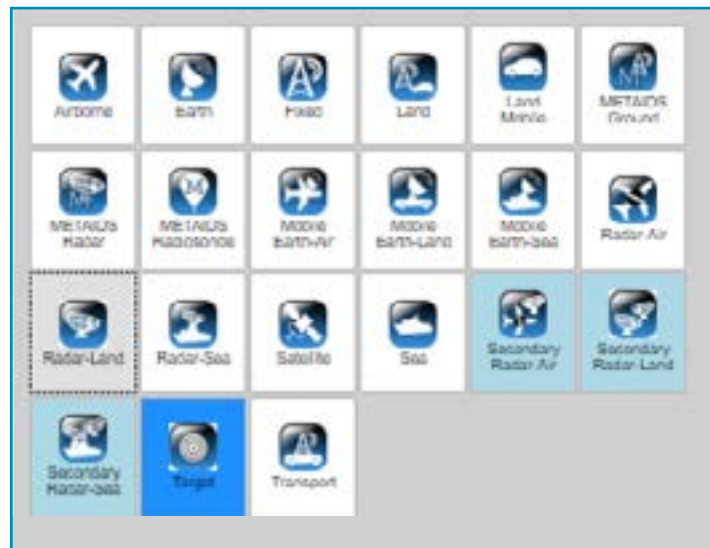 Airborne
Earth
Fixed
Land
Land
Mobile
METAIDS
Ground
METAIDS
Radar
METAIDS
Radiosonde
Mobile
Earth-Air
Mobile
Earth-Land
Mobile
Earth-Sea
Radar-Air
Radar-Land
Radar-Sea
Satellite
Sea
Secondary
Radar-Air
Secondary
Radar-Land
Secondary
Radar-Sea
Target
Transport